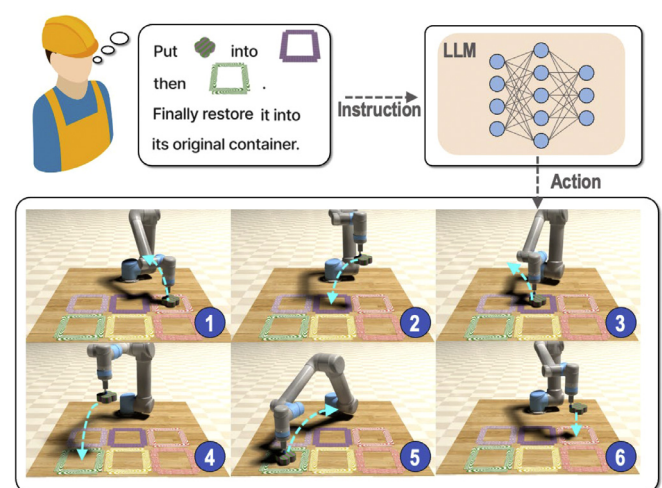 Put into
then .
Finally restore it into
its original container.
Instruction
LLM
Action
1
2
3
4
5
6